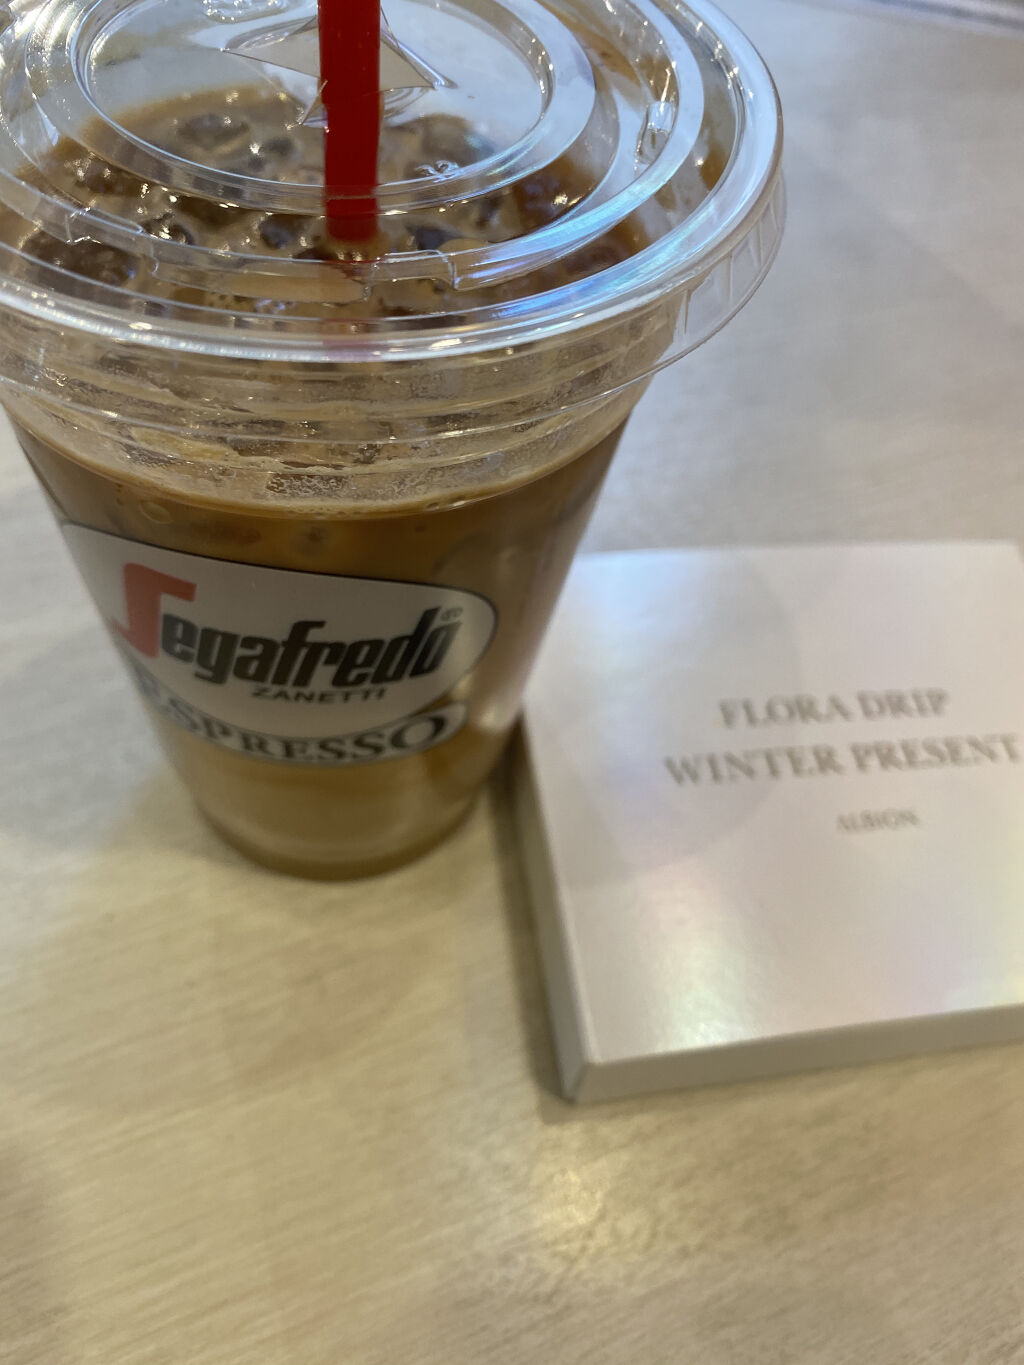 Segafredo
ZANETTI
ESPRESSO
FLORA DRIP
WINTER PRESENT
ALBION